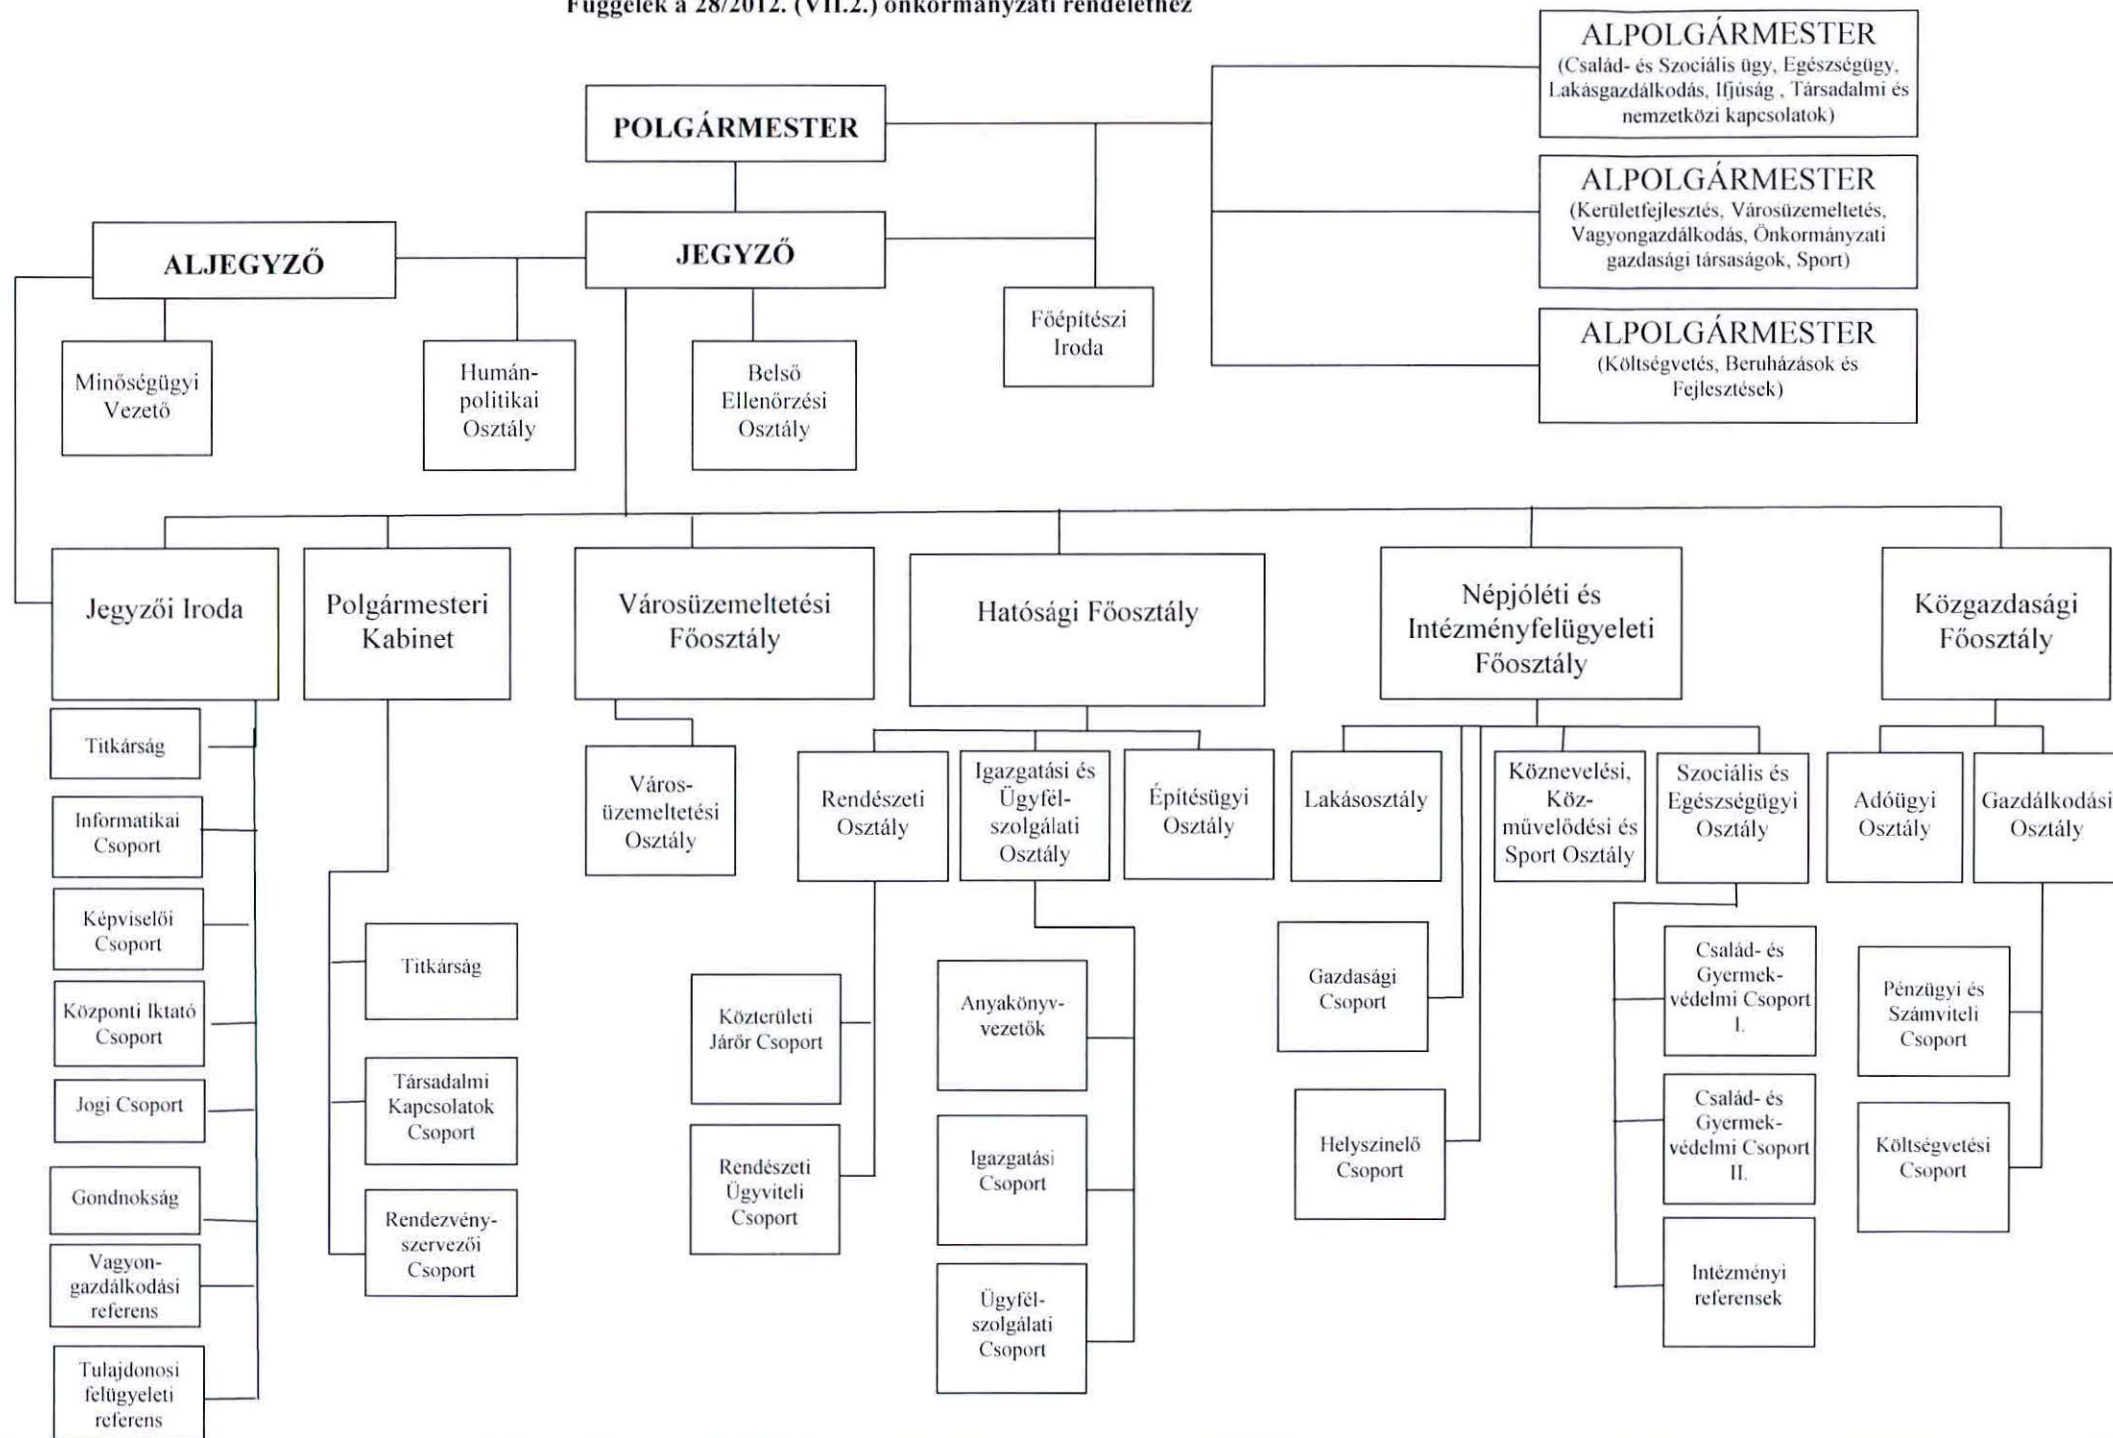 Függelék a 28/2012. (VII.2.) önkormányzati rendelethez
ALPOLGÁRMESTER
(Család- és Szociális ügy, Egészségügy,
Lakásgazdálkodás, Ifjúság , Társadalmi és
nemzetközi kapcsolatok)
POLGÁRMESTER
ALPOLGÁRMESTER
(Kerületfejlesztés, Városüzemeltetés,
Vagyongazdálkodás, Önkormányzati
gazdasági társaságok, Sport)
ALJEGYZŐ
JEGYZŐ
Főépítészi
Iroda
ALPOLGÁRMESTER
(Költségvetés, Beruházások és
Fejlesztések)
Minőségügyi
Vezető
Humán-
politikai
Osztály
Belső
Ellenőrzési
Osztály
Jegyzői Iroda
Polgármesteri
Kabinet
Városüzemeltetési
Főosztály
Hatósági Főosztály
Népjóléti és
Intézményfelügyeleti
Főosztály
Közgazdasági
Főosztály
Titkárság
Informatikai
Csoport
Képviselői
Csoport
Központi Iktató
Csoport
Jogi Csoport
Gondnokság
Vagyon-
gazdálkodási
referens
Tulajdonosi
felügyeleti
referens
Titkárság
Társadalmi
Kapcsolatok
Csoport
Rendezvény-
szervezői
Csoport
Város-
üzemeltetési
Osztály
Rendészeti
Osztály
Igazgatási és
Ügyfél-
szolgálati
Osztály
Építésügyi
Osztály
Közterületi
Járőr Csoport
Rendészeti
Ügyviteli
Csoport
Anyakönyv-
vezetők
Igazgatási
Csoport
Ügyfél-
szolgálati
Csoport
Lakásosztály
Köznevelési,
Köz-
művelődési és
Sport Osztály
Szociális és
Egészségügyi
Osztály
Gazdasági
Csoport
Helyszínelő
Csoport
Család- és
Gyermek-
védelmi Csoport
I.
Család- és
Gyermek-
védelmi Csoport
II.
Intézményi
referensek
Adóügyi
Osztály
Gazdálkodási
Osztály
Pénzügyi és
Számviteli
Csoport
Költségvetési
Csoport